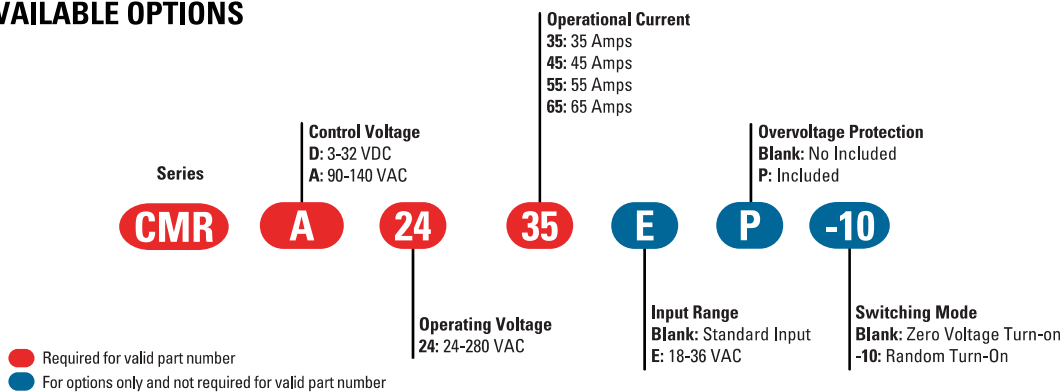 VAILABLE OPTIONS
Operational Current
35: 35 Amps
45: 45 Amps
55: 55 Amps
65: 65 Amps
Control Voltage
D: 3-32 VDC
A: 90-140 VAC
Overvoltage Protection
Blank: No Included
P: Included
Series
CMR A 24 35 E P -10
Operating Voltage
24: 24-280 VAC
Input Range
Blank: Standard Input
E: 18-36 VAC
Switching Mode
Blank: Zero Voltage Turn-on
-10: Random Turn-On
Required for valid part number
For options only and not required for valid part number